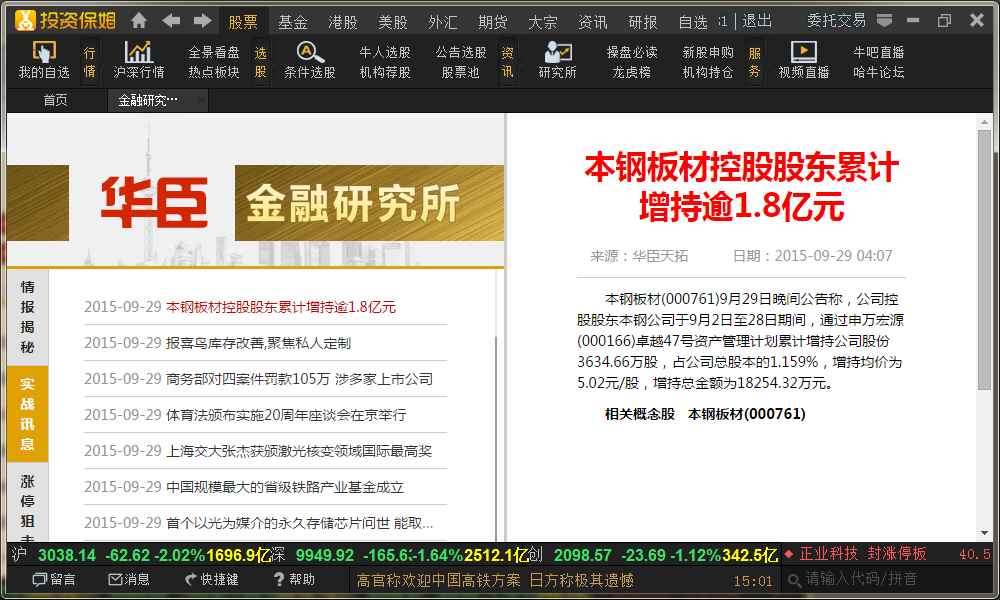 投资保姆 股票 基金 港股 美股 外汇 期货 大宗 资讯 研报 自选 :1 退出 委托交易
我的自选 行情 沪深行情 全景看盘 热点板块 选股 条件选股 牛人选股 机构荐股 公告选股 股票池 资讯 研究所 操盘必读 龙虎榜 新股申购 机构持仓 服务 视频直播 牛吧直播 哈牛论坛
首页 金融研究…
华臣 金融研究所
情报揭秘
实战讯息
涨停狙
2015-09-29 本钢板材控股股东累计增持逾1.8亿元
2015-09-29 报喜鸟库存改善,聚焦私人定制
2015-09-29 商务部对四案件罚款105万 涉多家上市公司
2015-09-29 体育法颁布实施20周年座谈会在京举行
2015-09-29 上海交大张杰获颁激光核变领域国际最高奖
2015-09-29 中国规模最大的省级铁路产业基金成立
2015-09-29 首个以光为媒介的永久存储芯片问世 能取...
本钢板材控股股东累计
增持逾1.8亿元
来源：华臣天拓 日期：2015-09-29 04:07
本钢板材(000761)9月29日晚间公告称，公司控
股股东本钢公司于9月2日至28日期间，通过申万宏源
(000166)卓越47号资产管理计划累计增持公司股份
3634.66万股，占公司总股本的1.159%，增持均价为
5.02元/股，增持总金额为18254.32万元。
相关概念股 本钢板材(000761)
沪 3038.14 -62.62 -2.02% 1696.9亿 深 9949.92 -165.6 -1.64% 2512.1亿 创 2098.57 -23.69 -1.12% 342.5亿 正业科技 封涨停板 40.5
留言 消息 快捷键 帮助 高官称欢迎中国高铁方案 日方称极其遗憾 15:01 请输入代码/拼音